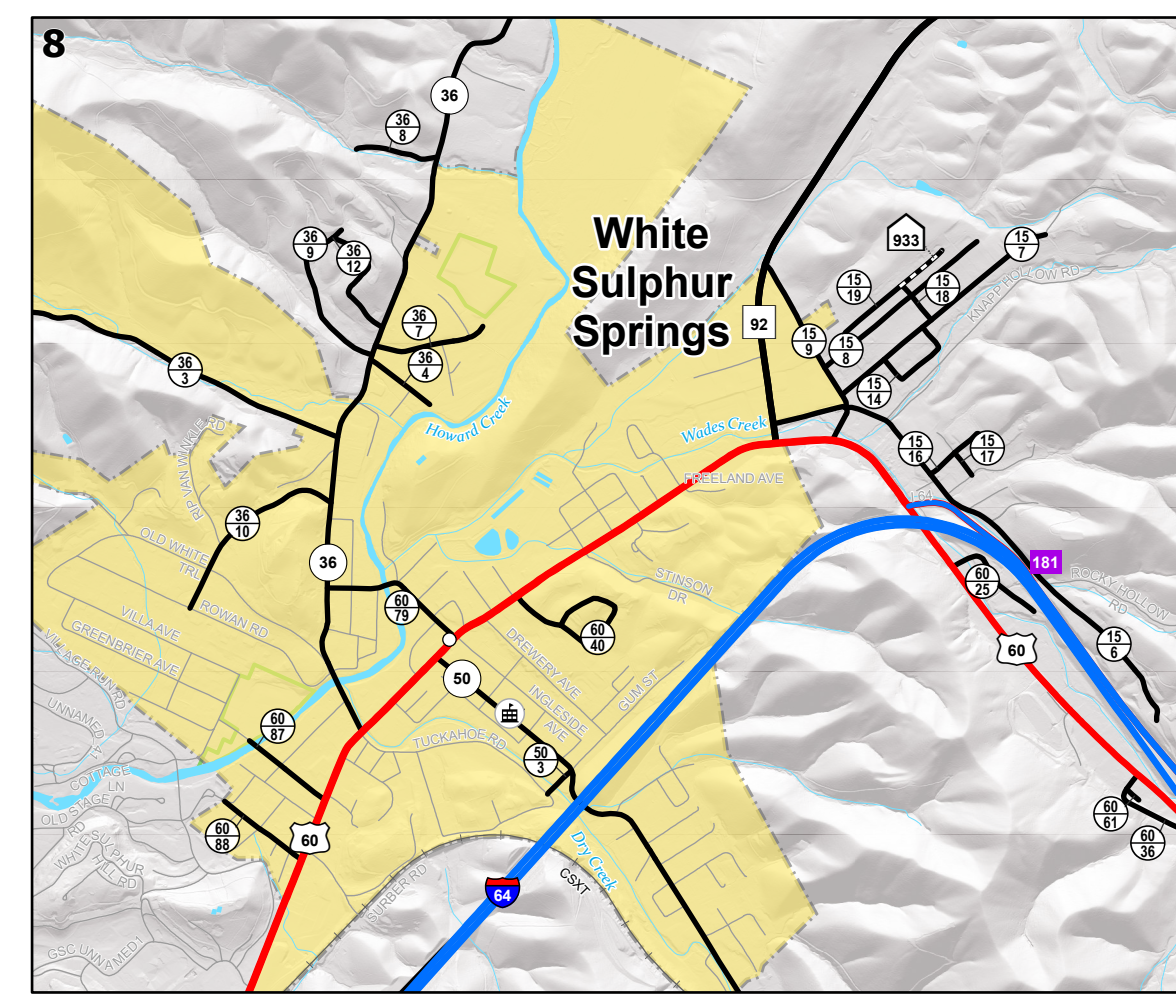 8
36
36
8
White
Sulphur
Springs
36
9
36
12
933
15
7
15
19
15
18
KNAPP HOLLOW RD
36
7
92
15
9
15
8
36
3
36
4
15
14
Howard Creek
Wades Creek
RIP VAN WINKLE RD
15
16
15
17
FREELAND AVE
I-64
36
10
OLD WHITE
TRL
36
181
STINSON
DR
60
25
ROCKY HOLLOW
RD
60
79
VILLA AVE
ROWAN RD
GREENBRIER AVE
60
40
60
15
6
VILLAGE RUN RD
DREWERY AVE
50
INGLESIDE
AVE
GUM ST
UNNAMED 4
60
87
TUCKAHOE RD
50
3
COTTAGE
LN
OLD STAGE
RD
WHITE SULPHUR
HILL RD
60
88
60
60
61
60
36
Dry Creek
CSXT
SURBER RD
64
GSC UNNAMED1